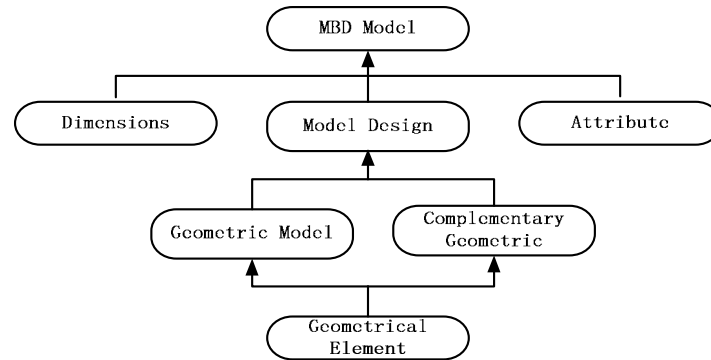 MBD Model
Dimensions
Model Design
Attribute
Geometric Model
Complementary
Geometric
Geometrical
Element